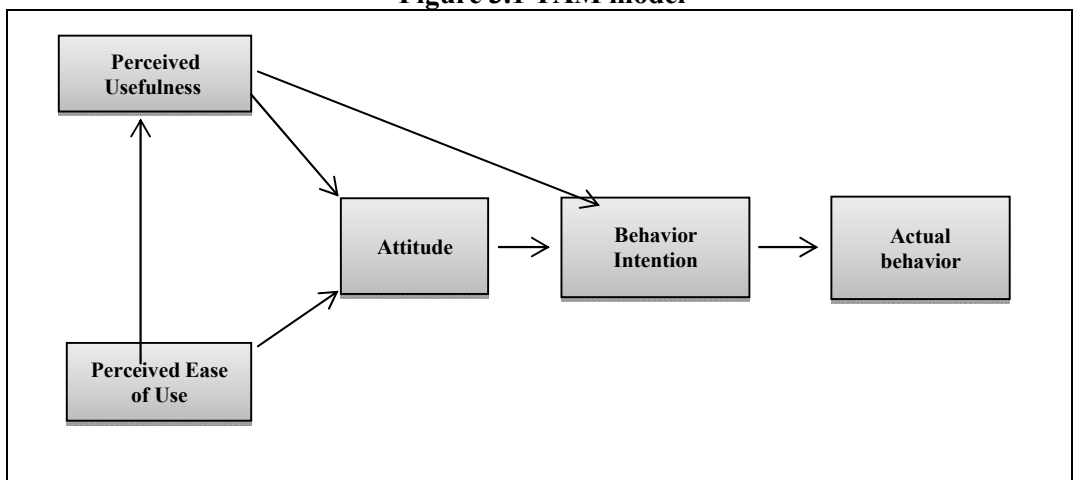 Figure 3.1 TAM model
Perceived
Usefulness
Attitude
Behavior
Intention
Actual
behavior
Perceived Ease
of Use